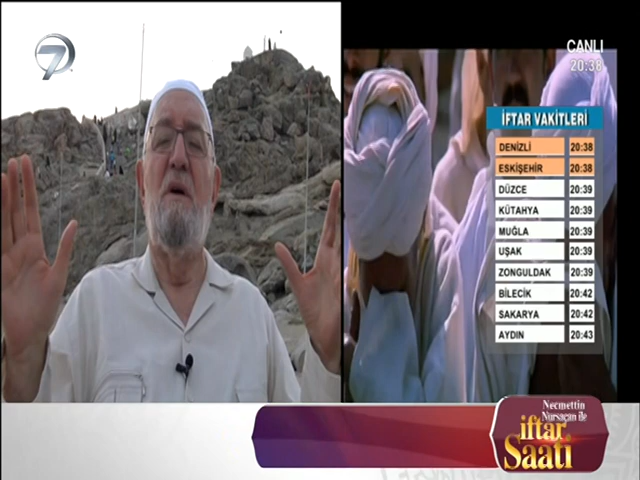 7
CANLI
20:38
İFTAR VAKİTLERİ
DENİZLİ 20:38
ESKİŞEHİR 20:38
DÜZCE 20:39
KÜTAHYA 20:39
MUĞLA 20:39
UŞAK 20:39
ZONGULDAK 20:39
BİLECİK 20:42
SAKARYA 20:42
AYDIN 20:43
Necmettin
Nursaçan ile
iftar
Saati